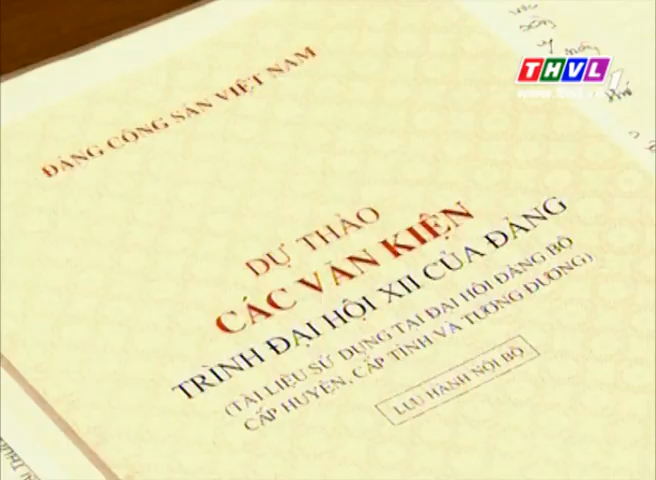 ĐẢNG CỘNG SẢN VIỆT NAM
DỰ THẢO
CÁC VĂN KIỆN
TRÌNH ĐẠI HỘI XII CỦA ĐẢNG
(TÀI LIỆU SỬ DỤNG TẠI ĐẠI HỘI ĐẢNG BỘ
CẤP HUYỆN, CẤP TỈNH VÀ TƯƠNG ĐƯƠNG)
LƯU HÀNH NỘI BỘ
THVL1